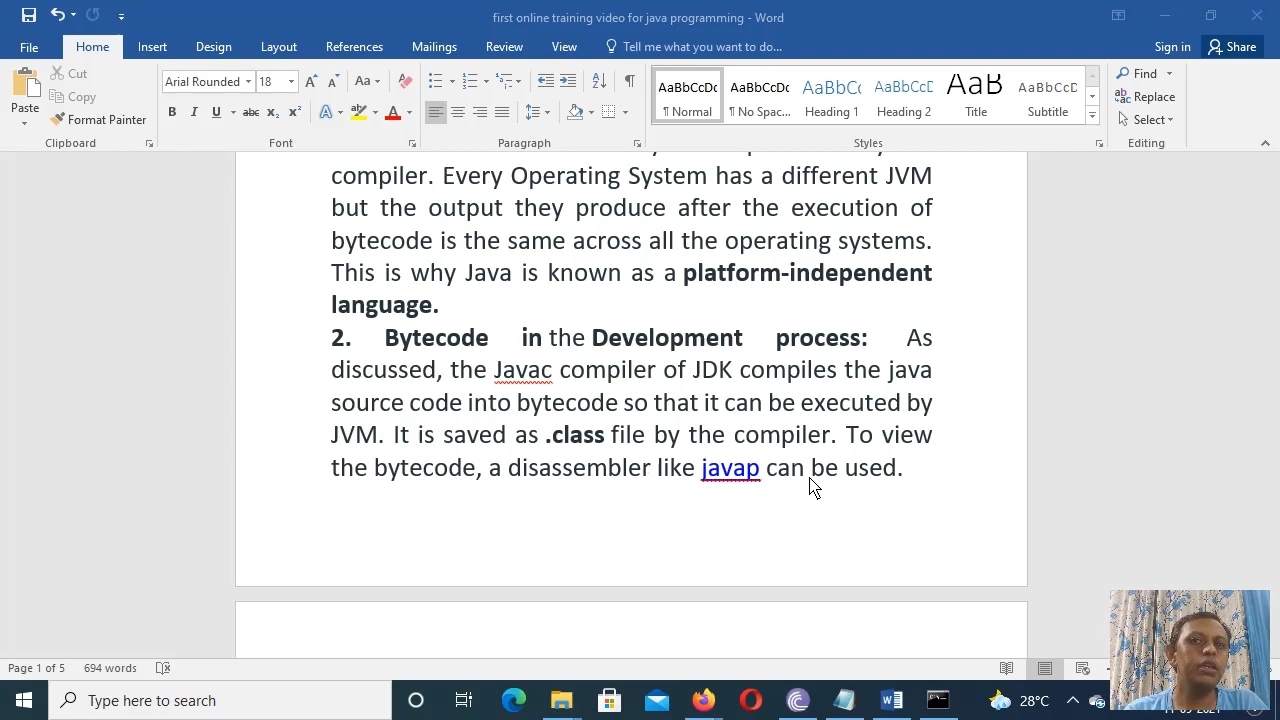 first online training video for java programming - Word
File Home Insert Design Layout References Mailings Review View Tell me what you want to do... Sign in Share
Paste Cut Copy Format Painter
Arial Rounded 18 Aa
B I U abc x₂ x² A A
AaBbCcDc AaBbCcDc AaBbCc AaBbCcD AaB AaBbCcD
¶ Normal ¶ No Spac... Heading 1 Heading 2 Title Subtitle
Find Replace Select
Clipboard Font Paragraph Styles Editing
compiler. Every Operating System has a different JVM
but the output they produce after the execution of
bytecode is the same across all the operating systems.
This is why Java is known as a platform-independent
language.
2. Bytecode in the Development process: As
discussed, the Javac compiler of JDK compiles the java
source code into bytecode so that it can be executed by
JVM. It is saved as .class file by the compiler. To view
the bytecode, a disassembler like javap can be used.
Page 1 of 5 694 words
Type here to search 28°C